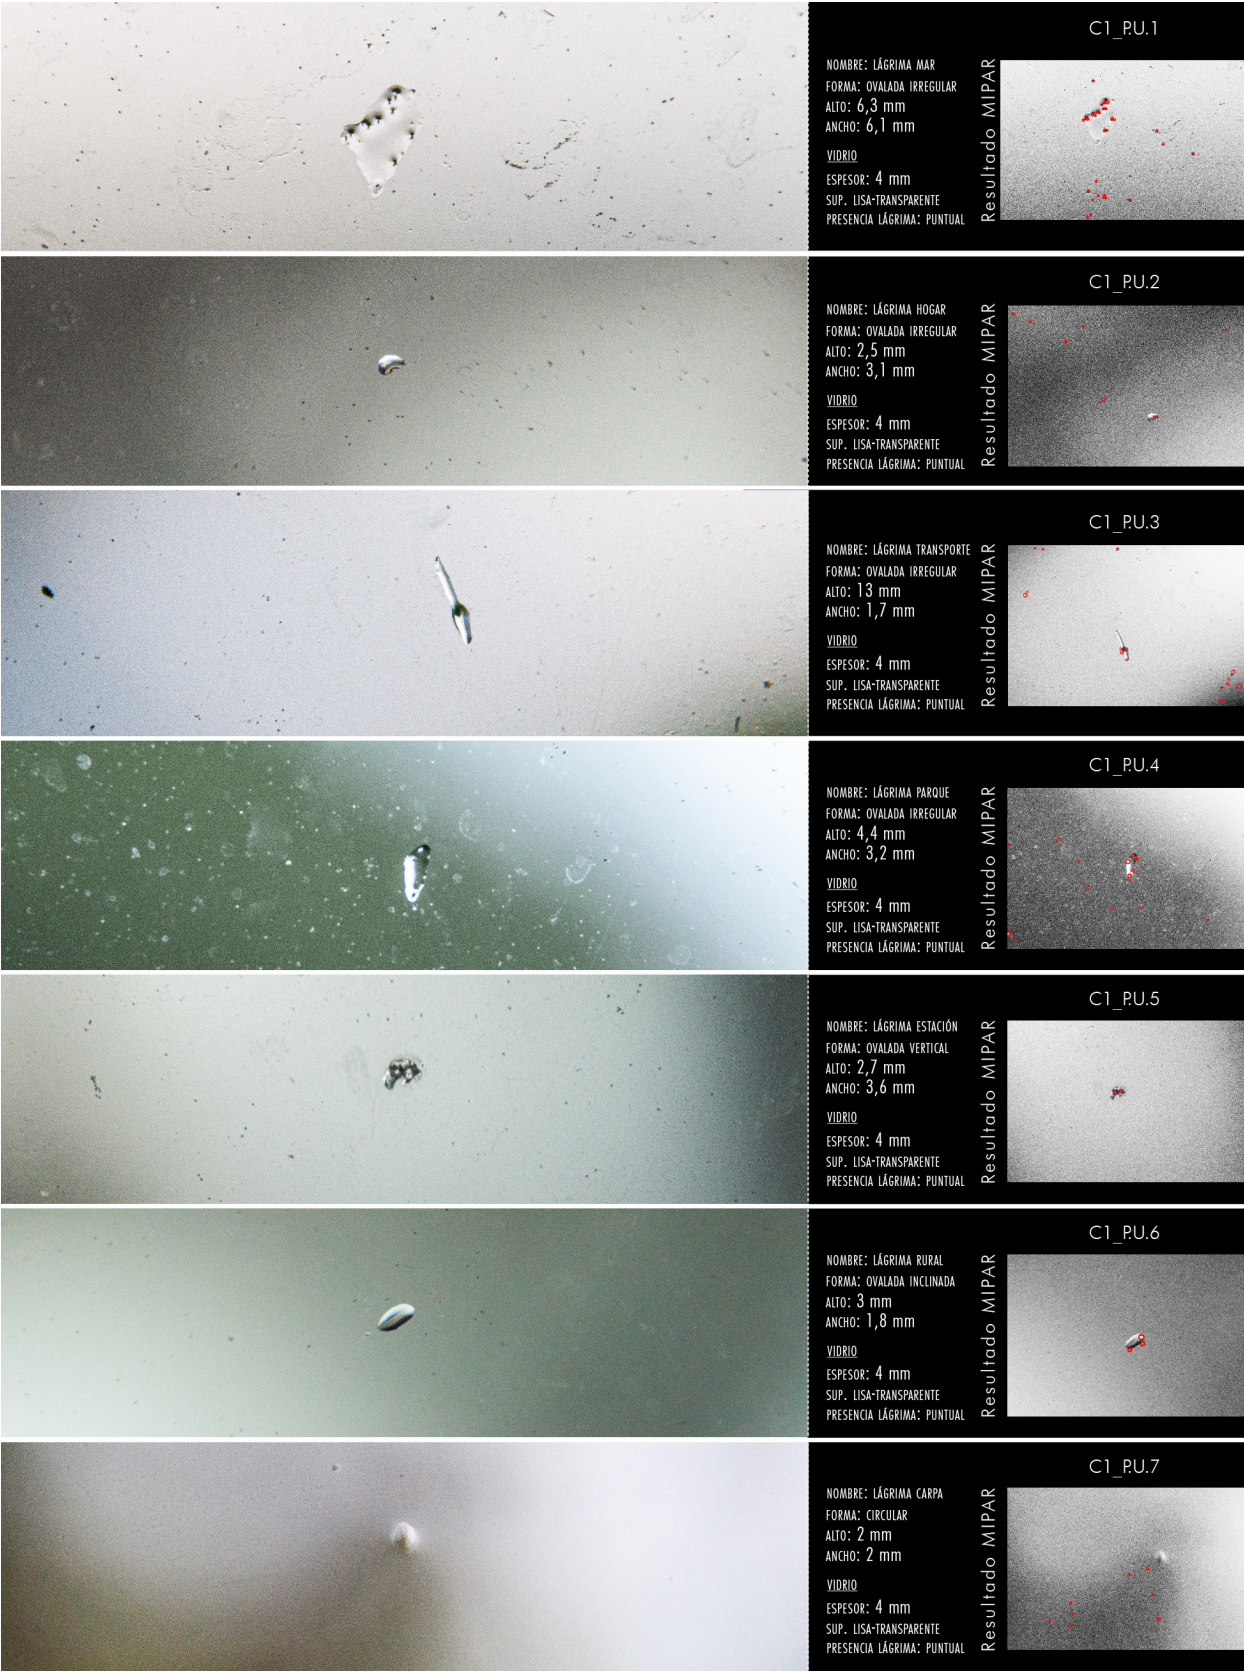 C1_P.U.1
NOMBRE: LÁGRIMA MAR
FORMA: OVALADA IRREGULAR
ALTO: 6,3 mm
ANCHO: 6,1 mm
VIDRIO
ESPESOR: 4 mm
SUP. LISA-TRANSPARENTE
PRESENCIA LÁGRIMA: PUNTUAL
Resultado MIPAR
C1_P.U.2
NOMBRE: LÁGRIMA HOGAR
FORMA: OVALADA IRREGULAR
ALTO: 2,5 mm
ANCHO: 3,1 mm
VIDRIO
ESPESOR: 4 mm
SUP. LISA-TRANSPARENTE
PRESENCIA LÁGRIMA: PUNTUAL
Resultado MIPAR
C1_P.U.3
NOMBRE: LÁGRIMA TRANSPORTE
FORMA: OVALADA IRREGULAR
ALTO: 13 mm
ANCHO: 1,7 mm
VIDRIO
ESPESOR: 4 mm
SUP. LISA-TRANSPARENTE
PRESENCIA LÁGRIMA: PUNTUAL
Resultado MIPAR
C1_P.U.4
NOMBRE: LÁGRIMA PARQUE
FORMA: OVALADA IRREGULAR
ALTO: 4,4 mm
ANCHO: 3,2 mm
VIDRIO
ESPESOR: 4 mm
SUP. LISA-TRANSPARENTE
PRESENCIA LÁGRIMA: PUNTUAL
Resultado MIPAR
C1_P.U.5
NOMBRE: LÁGRIMA ESTACIÓN
FORMA: OVALADA VERTICAL
ALTO: 2,7 mm
ANCHO: 3,6 mm
VIDRIO
ESPESOR: 4 mm
SUP. LISA-TRANSPARENTE
PRESENCIA LÁGRIMA: PUNTUAL
Resultado MIPAR
C1_P.U.6
NOMBRE: LÁGRIMA RURAL
FORMA: OVALADA INCLINADA
ALTO: 3 mm
ANCHO: 1,8 mm
VIDRIO
ESPESOR: 4 mm
SUP. LISA-TRANSPARENTE
PRESENCIA LÁGRIMA: PUNTUAL
Resultado MIPAR
C1_P.U.7
NOMBRE: LÁGRIMA CARPA
FORMA: CIRCULAR
ALTO: 2 mm
ANCHO: 2 mm
VIDRIO
ESPESOR: 4 mm
SUP. LISA-TRANSPARENTE
PRESENCIA LÁGRIMA: PUNTUAL
Resultado MIPAR